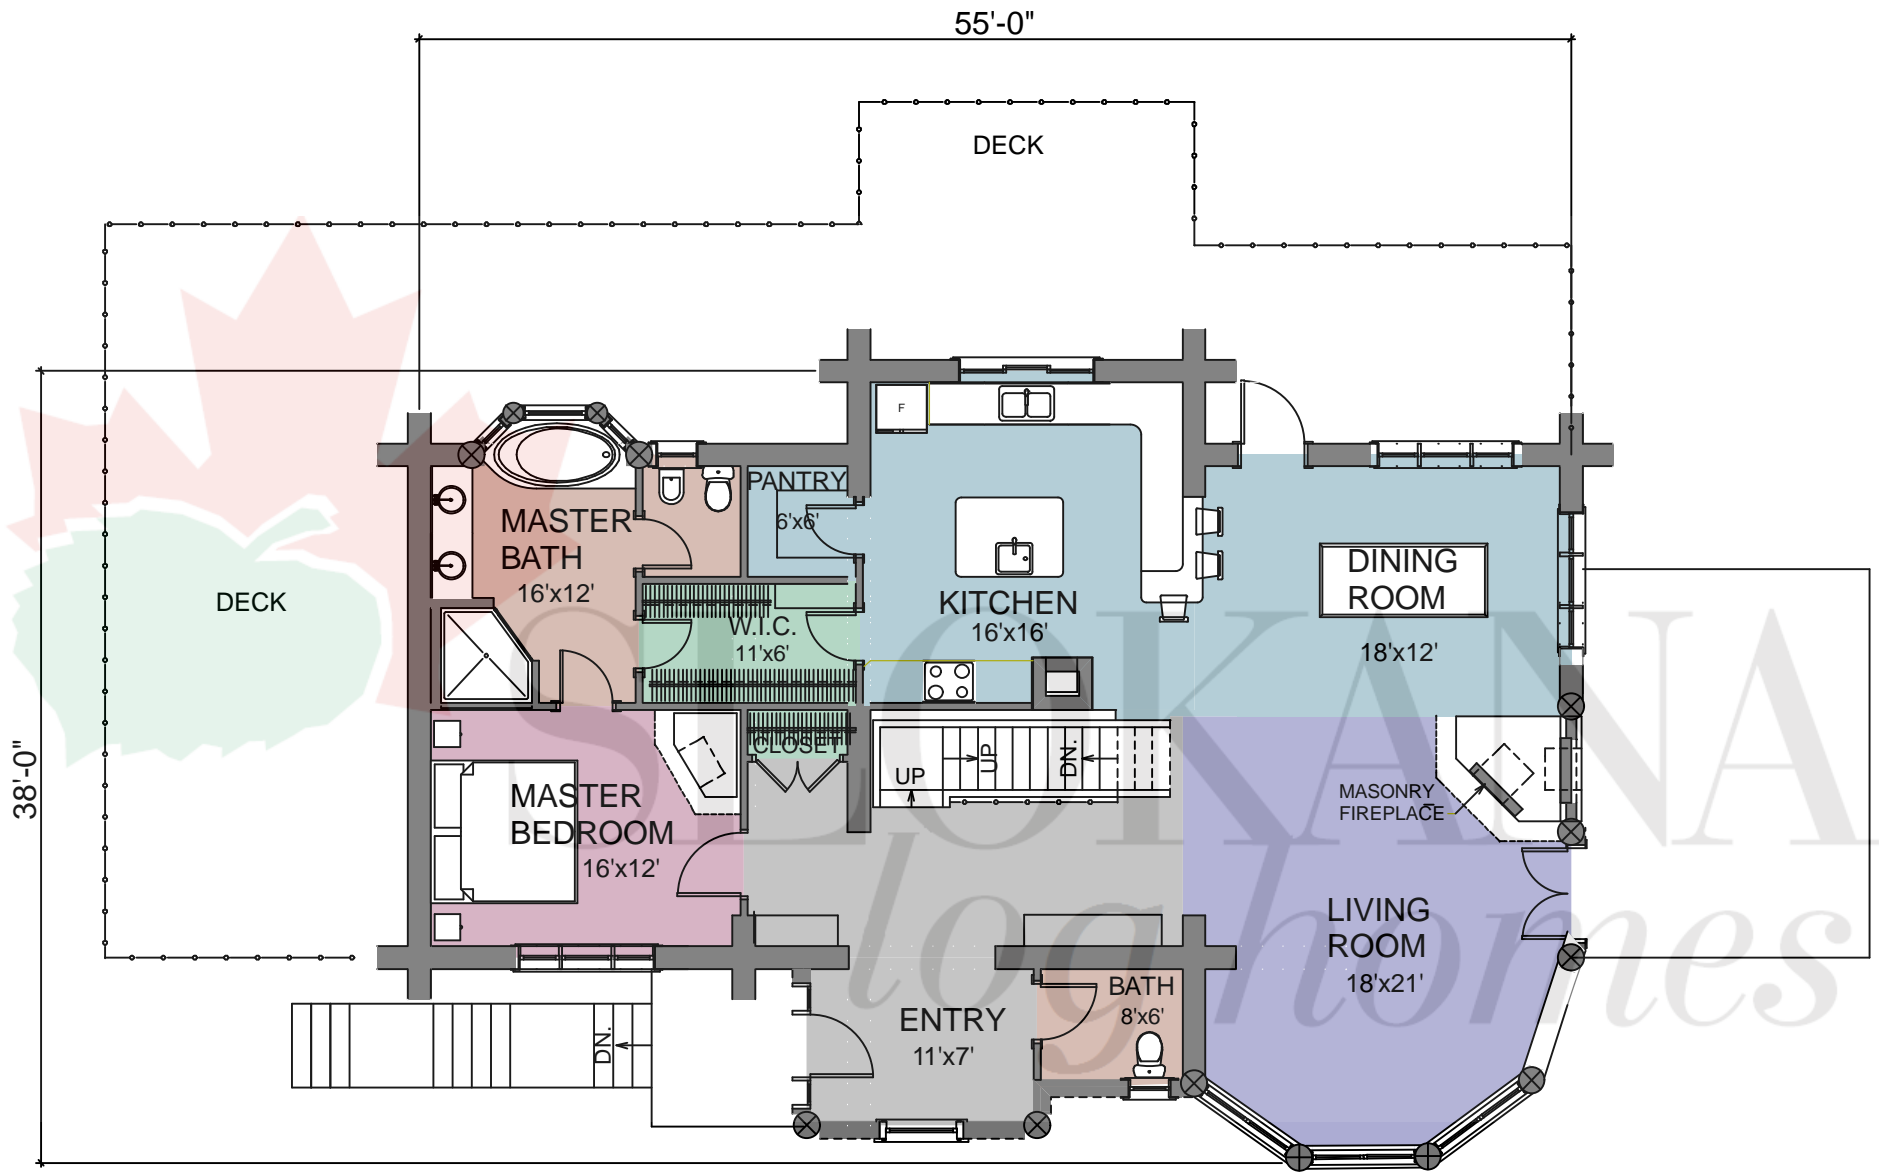 55'-0"
DECK
F
PANTRY
6'x6'
MASTER
BATH
16'x12'
DINING
ROOM
18'x12'
DECK
KITCHEN
16'x16'
W.I.C.
11'x6'
SLOKANA
log homes
38'-0"
CLOSET
UP
UP
DN.
MASTER
BEDROOM
16'x12'
MASONRY
FIREPLACE
LIVING
ROOM
18'x21'
BATH
8'x6'
ENTRY
11'x7'
DN.